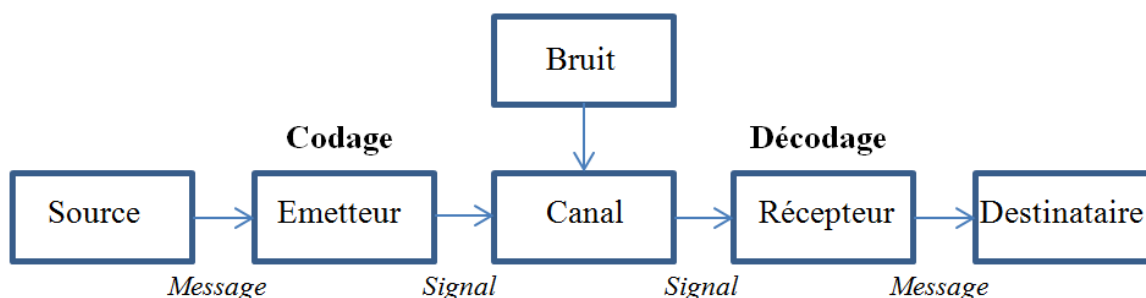 Bruit
Codage
Décodage
Source
Emetteur
Canal
Récepteur
Destinataire
Message
Signal
Signal
Message